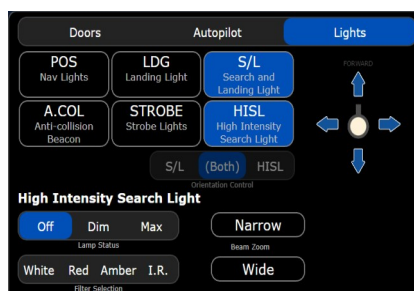 Doors Autopilot Lights
POS LDG S/L
Nav Lights Landing Light Search and
Landing Light
FORWARD
A.COL STROBE HISL
Anti-collision Strobe Lights High Intensity
Beacon Search Light
S/L (Both) HISL
Orientation Control
High Intensity Search Light
Off Dim Max Narrow
Lamp Status Beam Zoom
White Red Amber I.R. Wide
Filter Selection